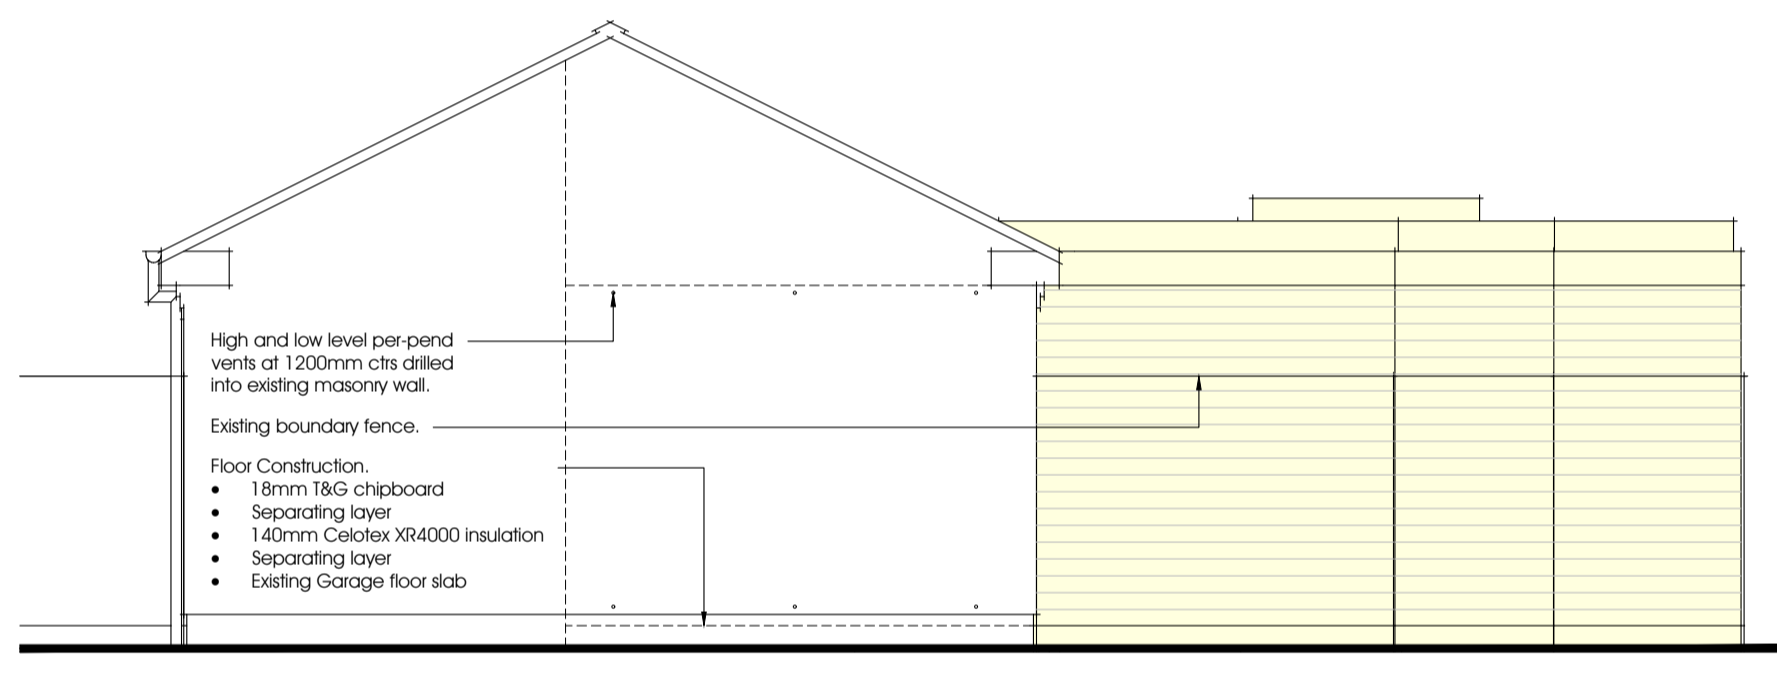 High and low level per-pend
vents at 1200mm ctrs drilled
into existing masonry wall.
Existing boundary fence.
Floor Construction.
• 18mm T&G chipboard
• Separating layer
• 140mm Celotex XR4000 insulation
• Separating layer
• Existing Garage floor slab